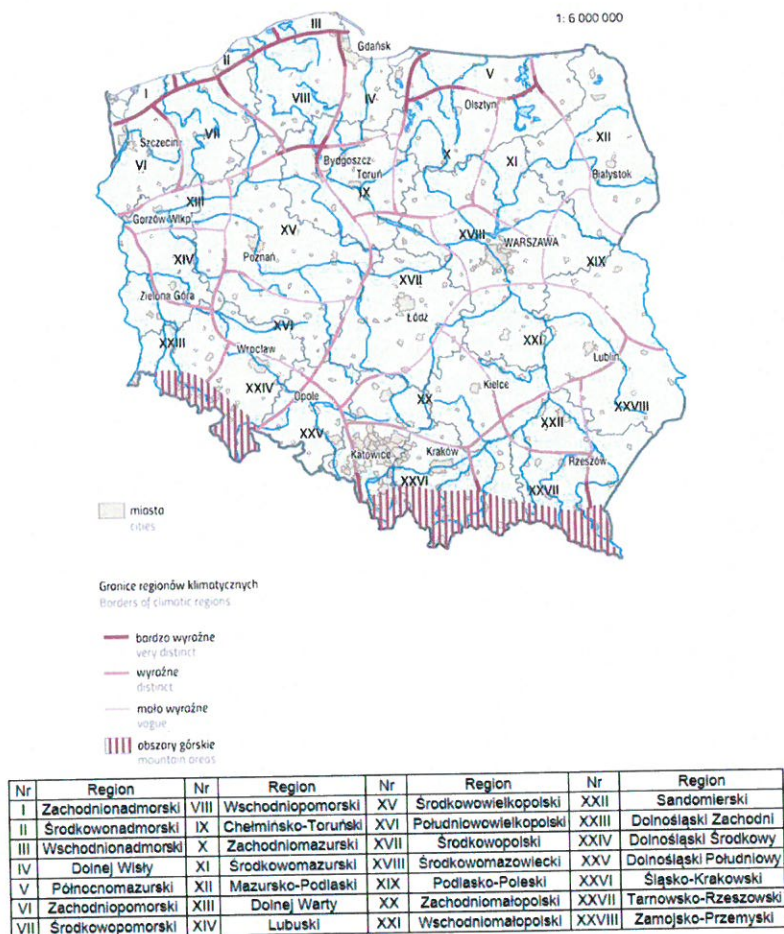 1: 6 000 000
III
Gdańsk
II
I
V
VIII
IV
Olsztyn
VII
Szczecin
XII
VI
Bydgoszcz
X
XI
Toruń
Białystok
IX
XIII
Gorzów Wlkp.
XV
XVIII
WARSZAWA
Poznań
XIV
XIX
XVII
Zielona Góra
Łódź
XVI
XXIII
Wrocław
XXI
Lublin
XXIV
Kielce
Opole
XX
XXVIII
XXII
XXV
Katowice
Kraków
Rzeszów
XXVI
XXVII
miasta
cities
Granice regionów klimatycznych
Borders of climatic regions
bardzo wyraźne
very distinct
wyraźne
distinct
mało wyraźne
vague
obszary górskie
mountain areas
Nr Region Nr Region Nr Region Nr Region
I Zachodnionadmorski VIII Wschodniopomorski XV Środkowowielkopolski XXII Sandomierski
II Środkowonadmorski IX Chełmińsko-Toruński XVI Południowowielkopolski XXIII Dolnośląski Zachodni
III Wschodnionadmorski X Zachodniomazurski XVII Środkowopolski XXIV Dolnośląski Środkowy
IV Dolnej Wisły XI Środkowomazurski XVIII Środkowomazowiecki XXV Dolnośląski Południowy
V Północnomazurski XII Mazursko-Podlaski XIX Podlasko-Poleski XXVI Śląsko-Krakowski
VI Zachodniopomorski XIII Dolnej Warty XX Zachodniomałopolski XXVII Tarnowsko-Rzeszowski
VII Środkowopomorski XIV Lubuski XXI Wschodniomałopolski XXVIII Zamojsko-Przemyski